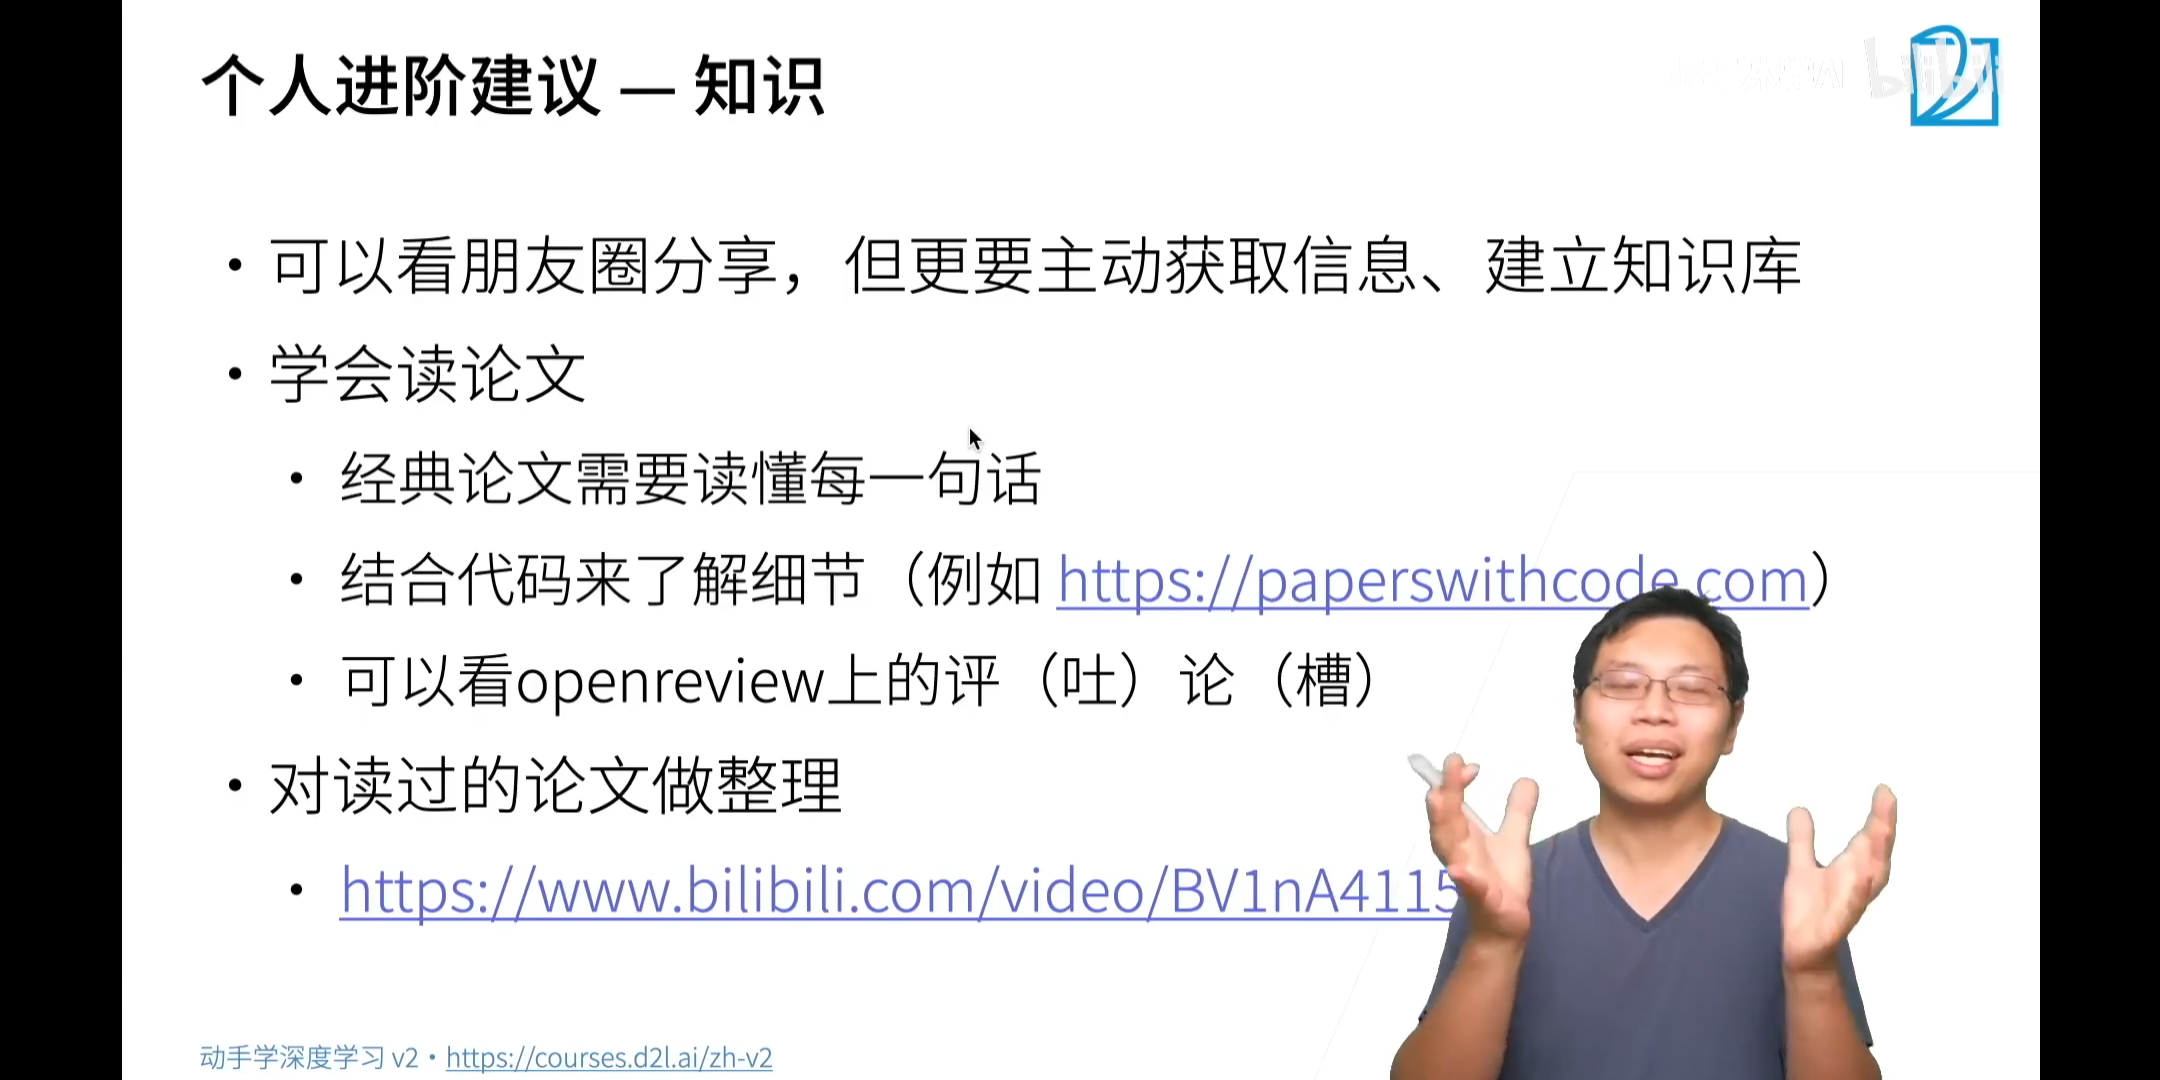 个人进阶建议 — 知识
bilibili
• 可以看朋友圈分享，但更要主动获取信息、建立知识库
• 学会读论文
• 经典论文需要读懂每一句话
• 结合代码来了解细节（例如 https://paperswithcode.com）
• 可以看openreview上的评（吐）论（槽）
• 对读过的论文做整理
• https://www.bilibili.com/video/BV1nA4115
动手学深度学习 v2 • https://courses.d2l.ai/zh-v2